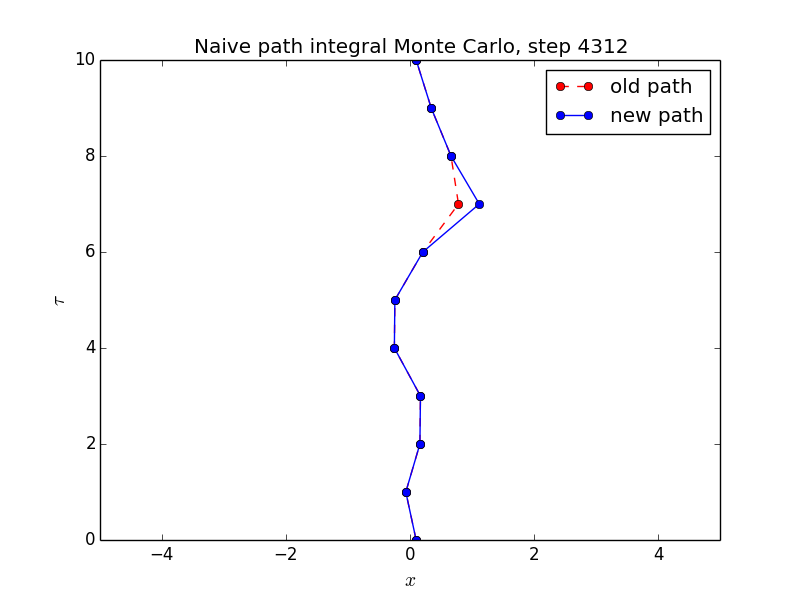 Naive path integral Monte Carlo, step 4312
old path
new path
10
8
6
4
2
0
τ
−4 −2 0 2 4
x